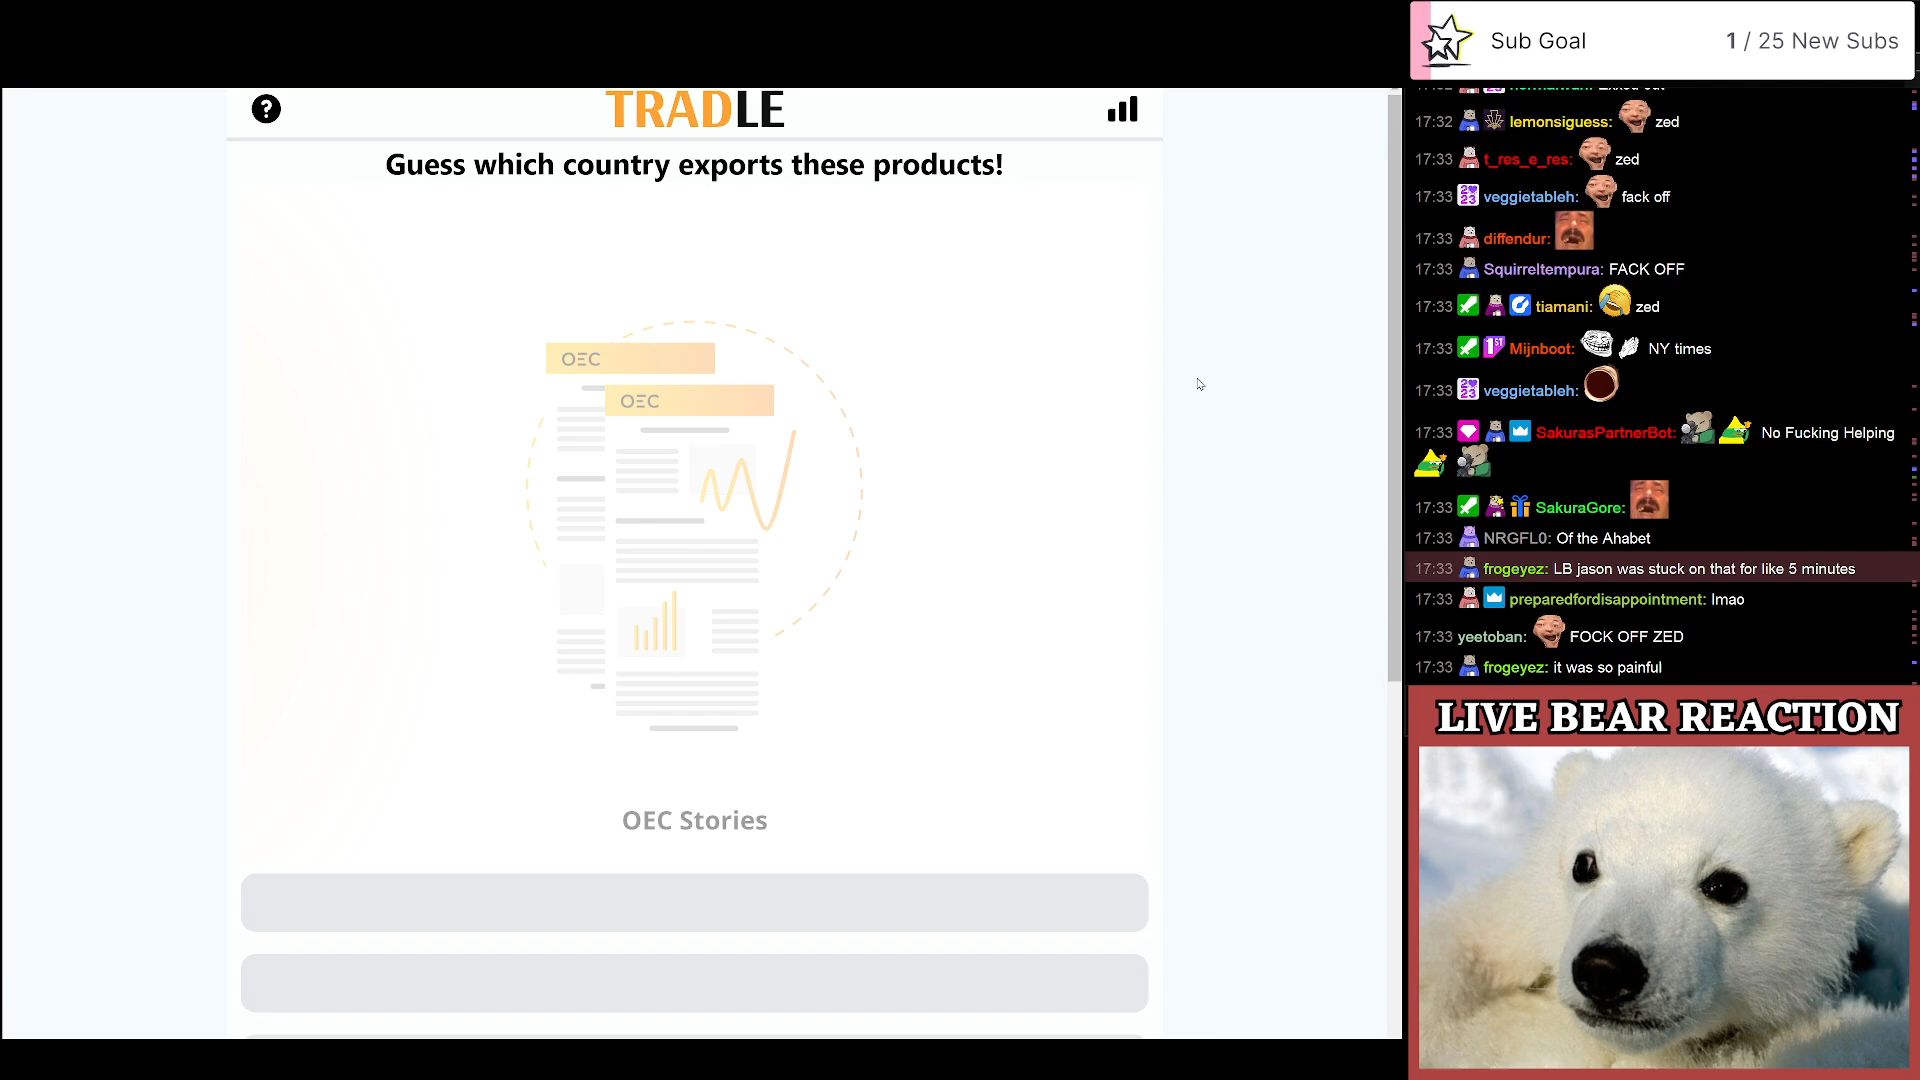 Sub Goal 1 / 25 New Subs
TRADLE
Guess which country exports these products!
OEC
OEC
OEC Stories
17:32 lemonsiguess: zed
17:33 t_res_e_res: zed
17:33 veggietableh: fack off
17:33 diffendur:
17:33 Squirreltempura: FACK OFF
17:33 tiamani: zed
17:33 Mijnboot: NY times
17:33 veggietableh:
17:33 SakurasPartnerBot: No Fucking Helping
17:33 SakuraGore:
17:33 NRGFL0: Of the Ahabet
17:33 frogeyez: LB jason was stuck on that for like 5 minutes
17:33 preparedfordisappointment: lmao
17:33 yeetoban: FOCK OFF ZED
17:33 frogeyez: it was so painful
LIVE BEAR REACTION